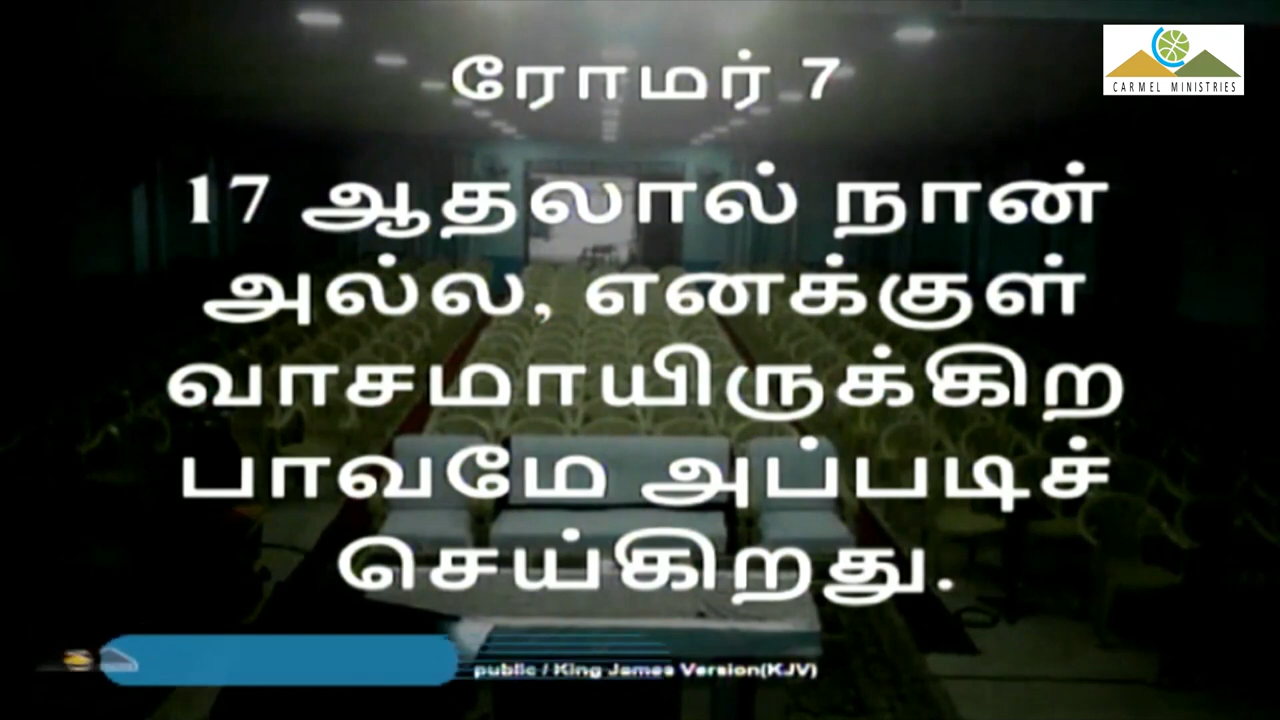 ரோமர் 7
CARMEL MINISTRIES
17 ஆதலால் நான்
அல்ல, எனக்குள்
வாசமாயிருக்கிற
பாவமே அப்படிச்
செய்கிறது.
public / King James Version(KJV)